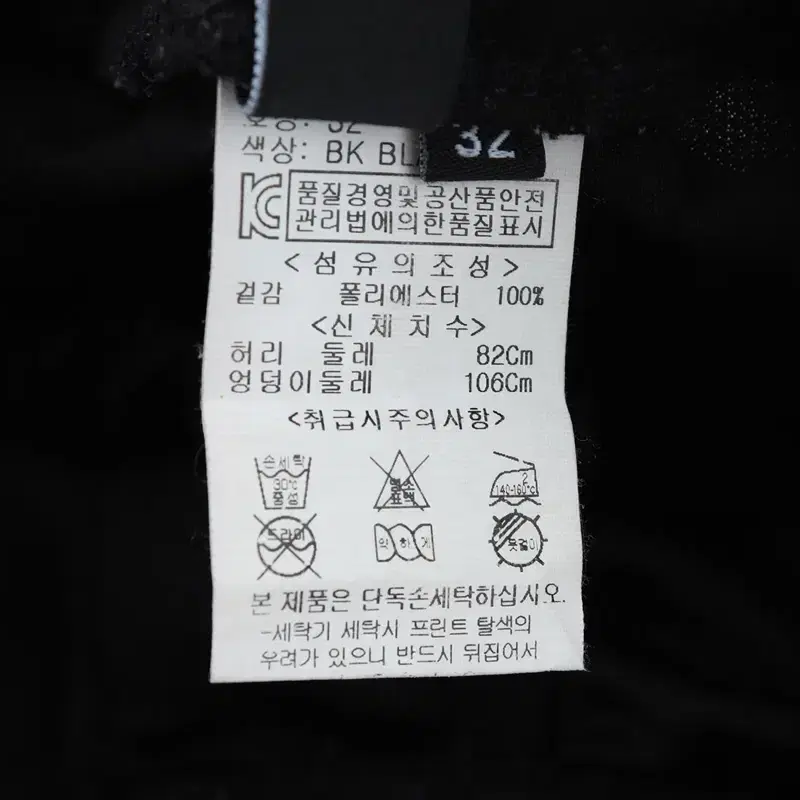 호칭: 32
색상: BK BL
32
품질경영및공산품안전
관리법에의한품질표시
<섬유의조성>
겉감 폴리에스터 100%
<신체치수>
허리 둘레 82Cm
엉덩이둘레 106Cm
<취급시주의사항>
손세탁
30℃
중성
염소
표백
2
140-160℃
드라이
약하게
옷걸이
본 제품은 단독손세탁하십시오.
-세탁기 세탁시 프린트 탈색의
우려가 있으니 반드시 뒤집어서